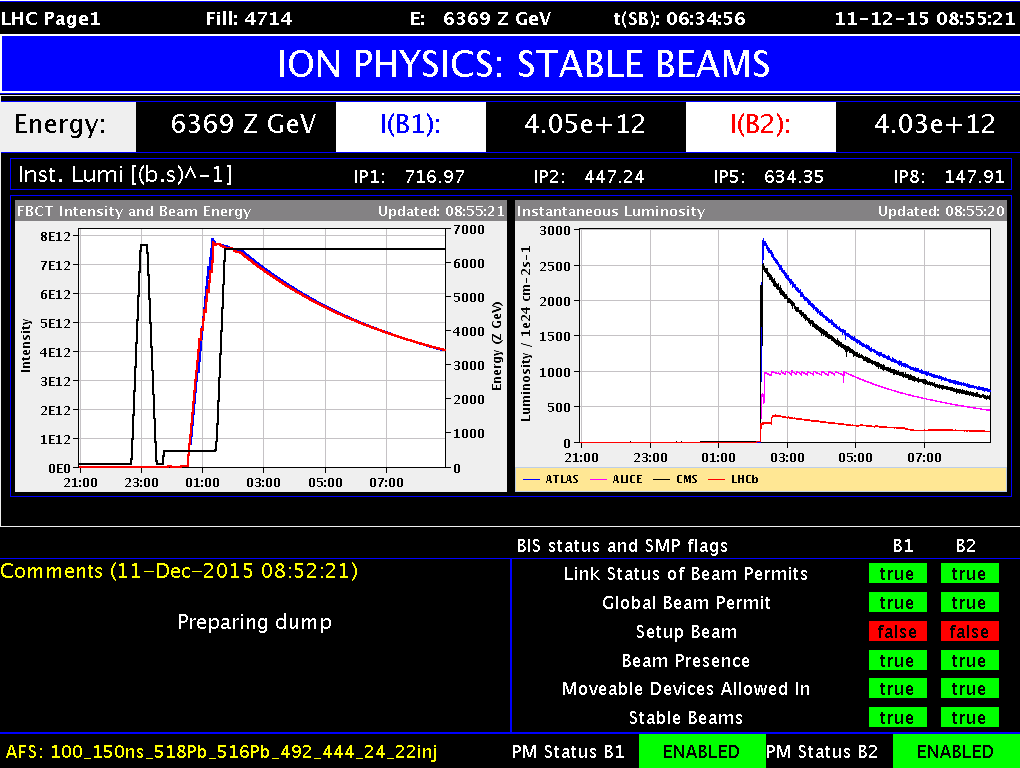 LHC Page1 Fill: 4714 E: 6369 Z GeV t(SB): 06:34:56 11-12-15 08:55:21
ION PHYSICS: STABLE BEAMS
Energy: 6369 Z GeV I(B1): 4.05e+12 I(B2): 4.03e+12
Inst. Lumi [(b.s)^-1] IP1: 716.97 IP2: 447.24 IP5: 634.35 IP8: 147.91
FBCT Intensity and Beam Energy Updated: 08:55:21
Intensity
8E12
7E12
6E12
5E12
4E12
3E12
2E12
1E12
0E0
7000
6000
5000
4000
3000
2000
1000
0
Energy (Z GeV)
21:00 23:00 01:00 03:00 05:00 07:00
Instantaneous Luminosity Updated: 08:55:20
Luminosity / 1e24 cm-2s-1
3000
2500
2000
1500
1000
500
0
21:00 23:00 01:00 03:00 05:00 07:00
ATLAS ALICE CMS LHCb
BIS status and SMP flags B1 B2
Comments (11-Dec-2015 08:52:21)
Preparing dump
Link Status of Beam Permits true true
Global Beam Permit true true
Setup Beam false false
Beam Presence true true
Moveable Devices Allowed In true true
Stable Beams true true
AFS: 100_150ns_518Pb_516Pb_492_444_24_22inj PM Status B1 ENABLED PM Status B2 ENABLED